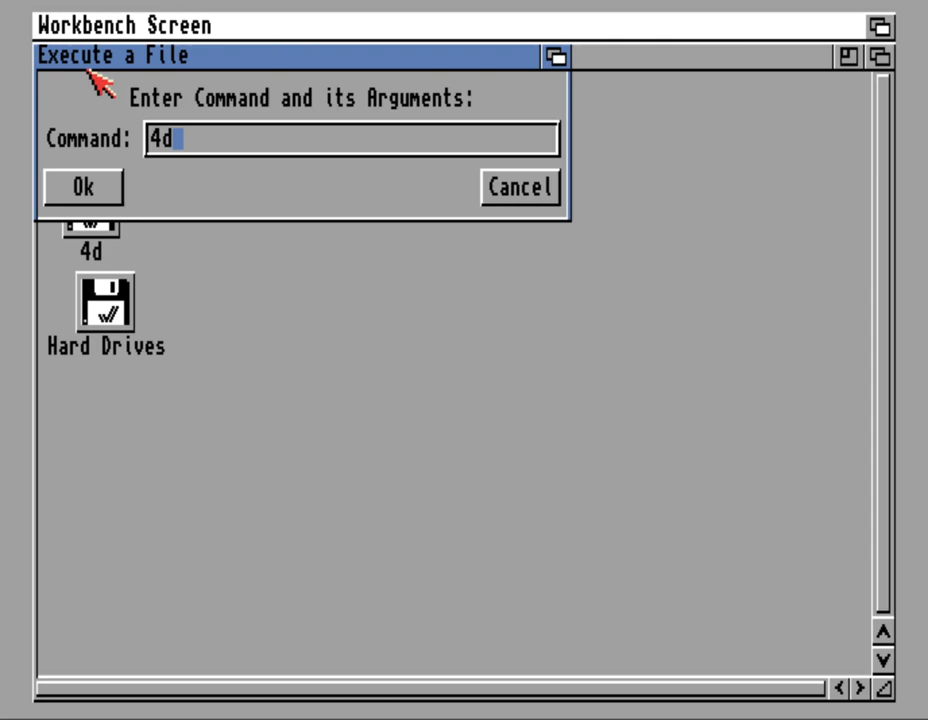 Workbench Screen
Execute a File
Enter Command and its Arguments:
Command: 4d
Ok Cancel
4d
Hard Drives